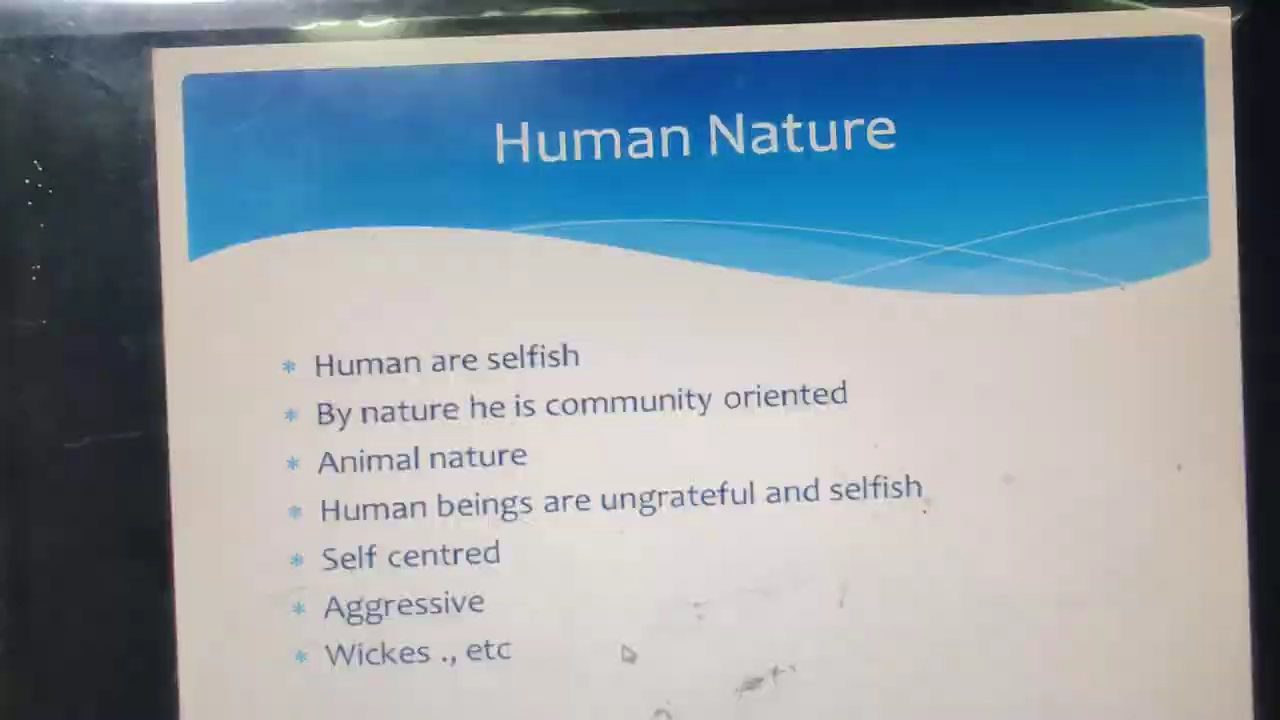 Human Nature
Human are selfish
By nature he is community oriented
Animal nature
Human beings are ungrateful and selfish
Self centred
Aggressive
Wickes ., etc